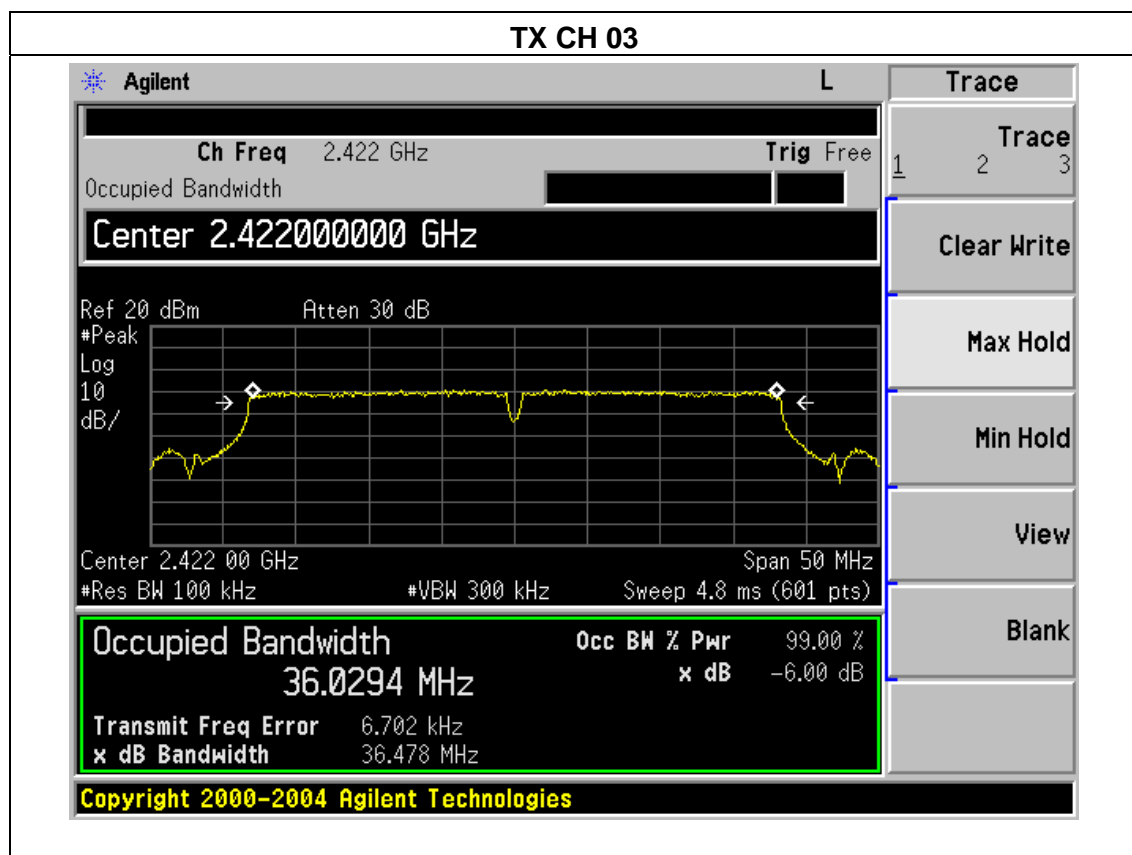 TX CH 03
Agilent L Trace
Ch Freq 2.422 GHz Trig Free
Occupied Bandwidth
Center 2.422000000 GHz
Ref 20 dBm Atten 30 dB
#Peak
Log
10
dB/
Center 2.422 00 GHz Span 50 MHz
#Res BW 100 kHz #VBW 300 kHz Sweep 4.8 ms (601 pts)
Occupied Bandwidth Occ BW % Pwr 99.00 %
36.0294 MHz x dB -6.00 dB
Transmit Freq Error 6.702 kHz
x dB Bandwidth 36.478 MHz
Trace
1 2 3
Clear Write
Max Hold
Min Hold
View
Blank
Copyright 2000-2004 Agilent Technologies